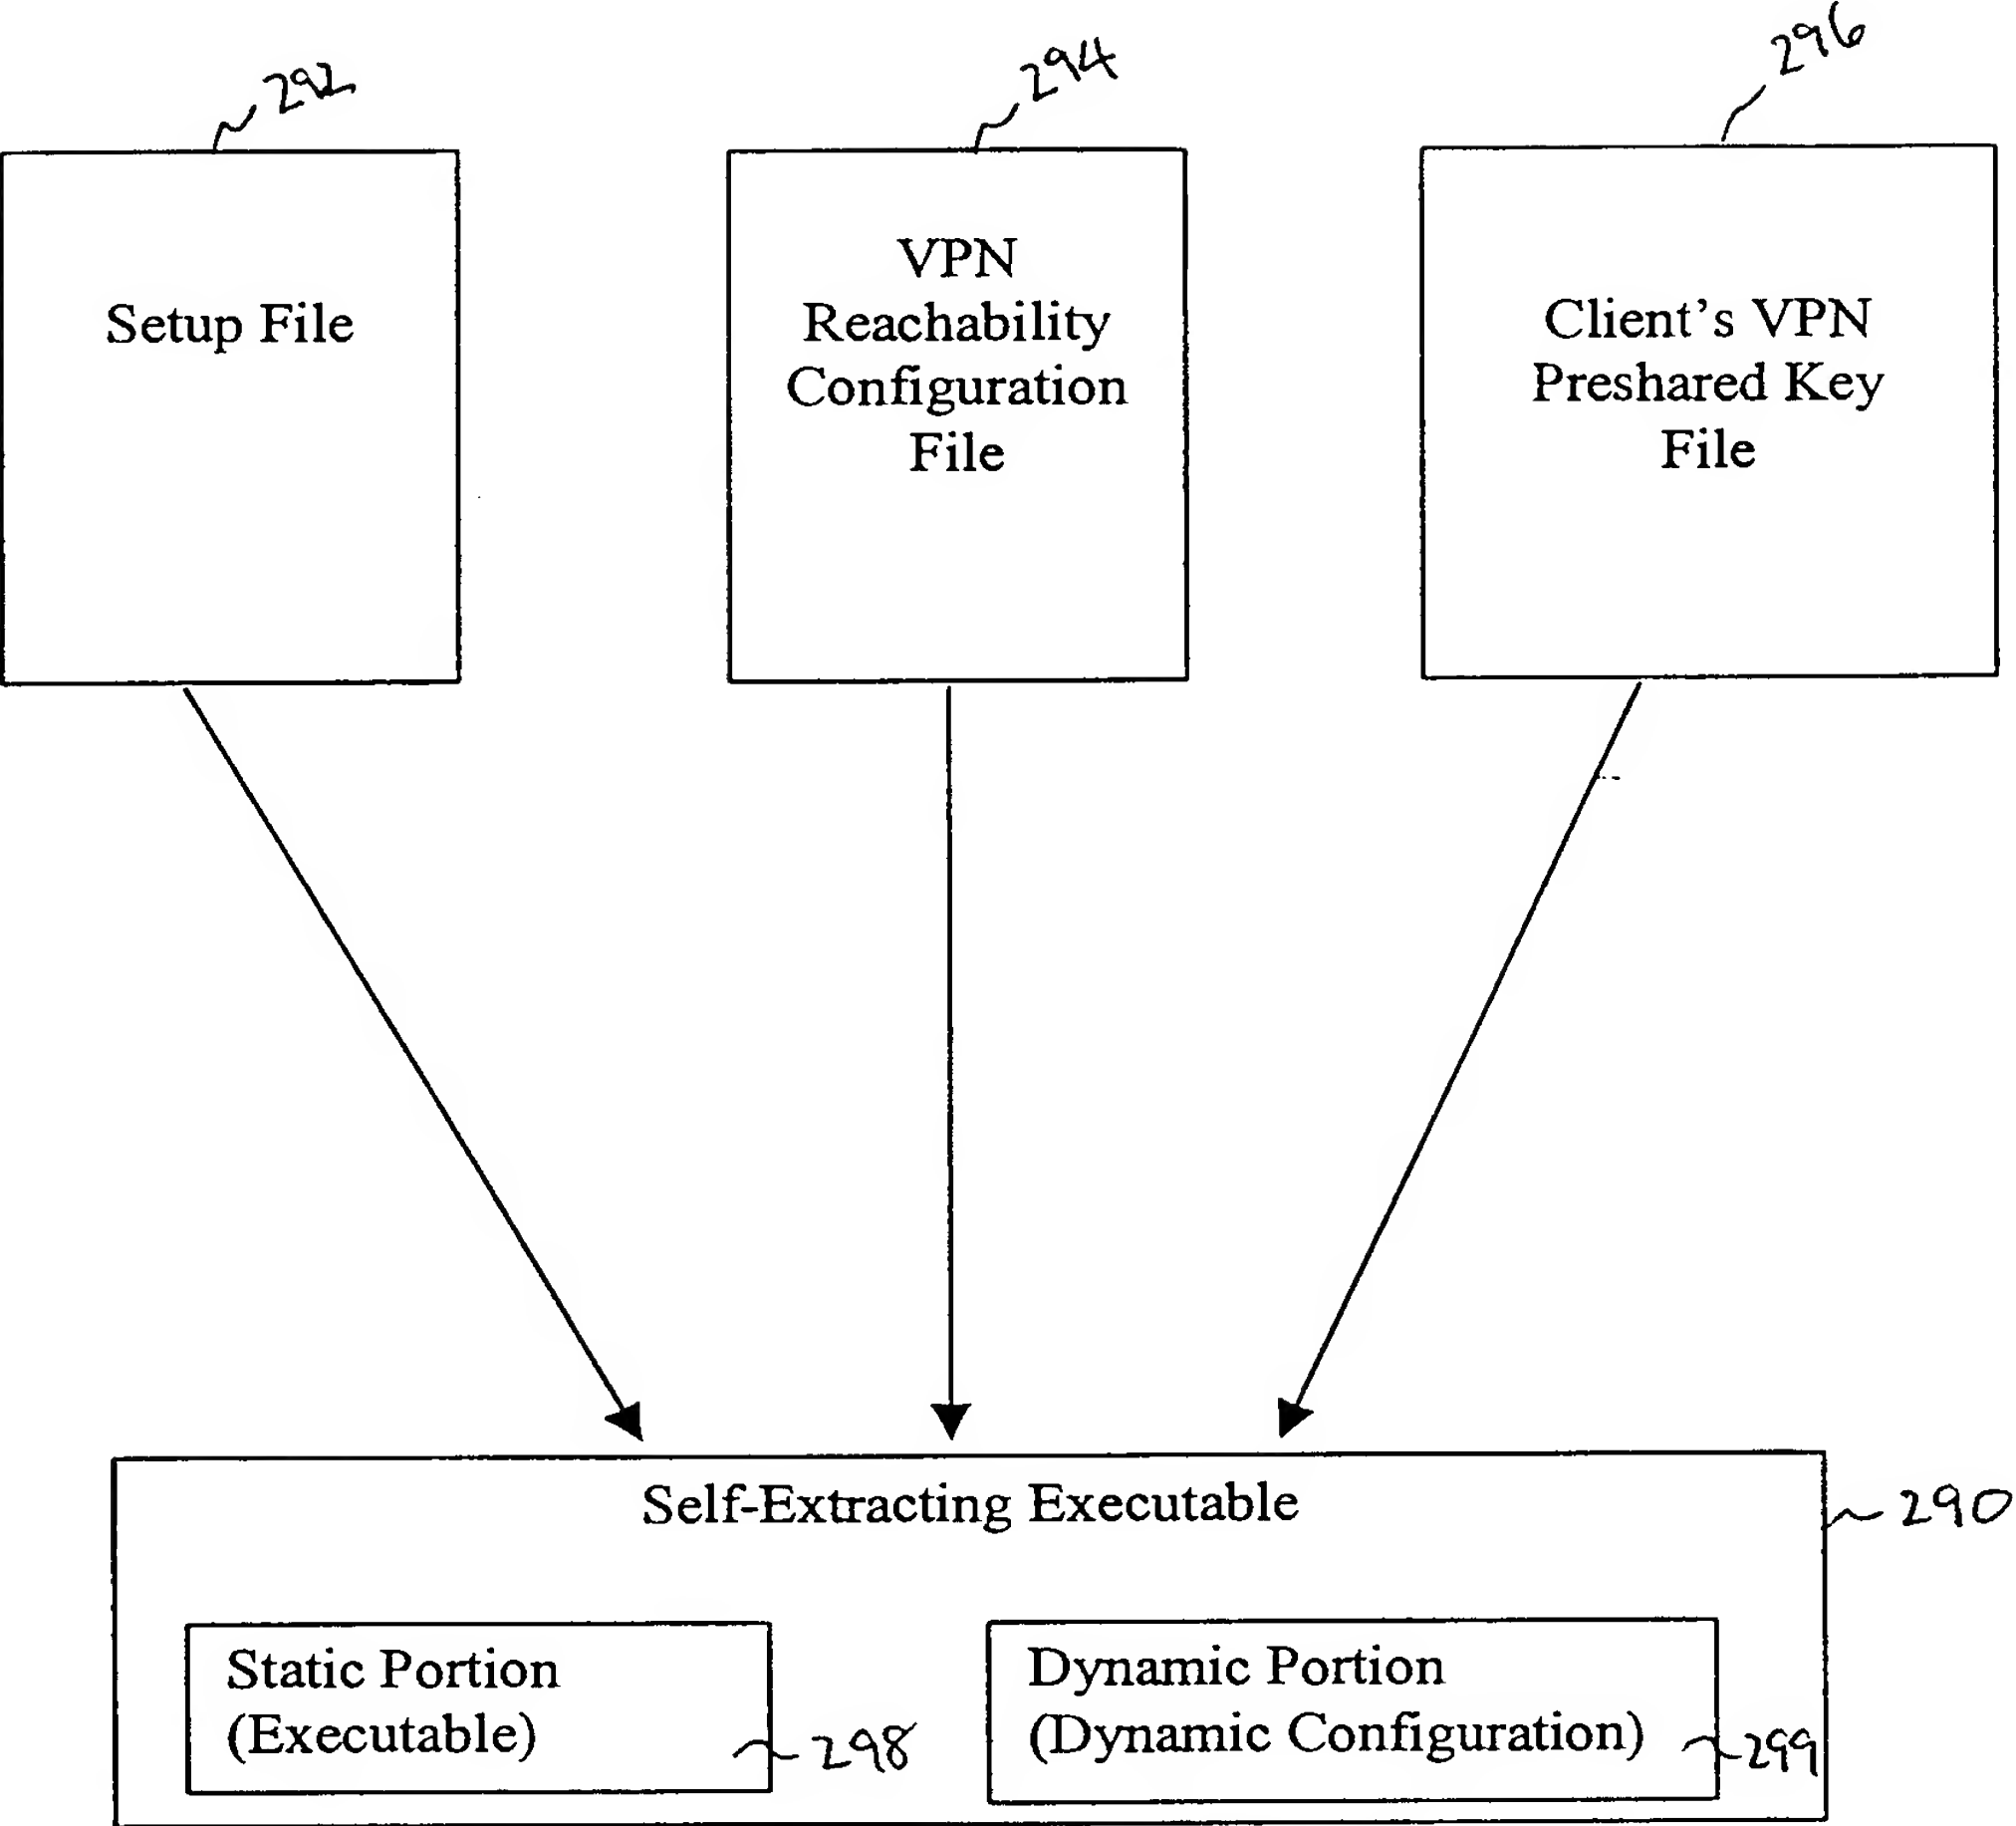 292
294
296
Setup File
VPN
Reachability
Configuration
File
Client's VPN
Preshared Key
File
Self-Extracting Executable
290
Static Portion
(Executable)
298
Dynamic Portion
(Dynamic Configuration)
299